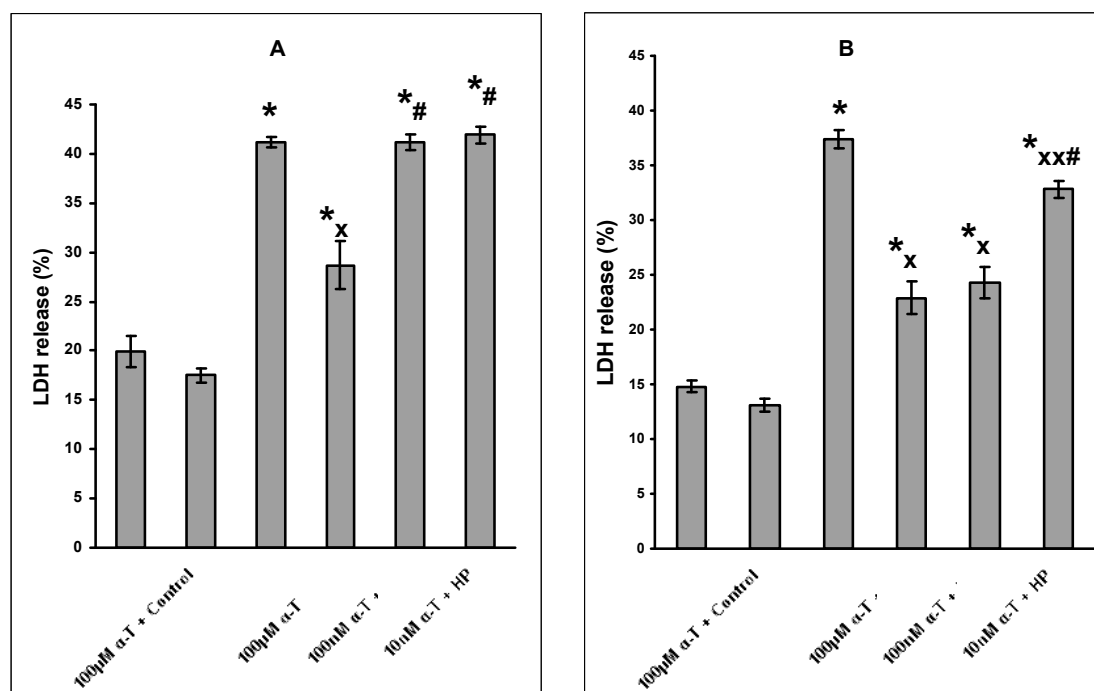 A
LDH release (%)
45
40
35
30
25
20
15
10
5
0
*
*x
*#
*#
100μM α-T + Control
100μM α-T
100nM α-T +
10nM α-T + HP
B
LDH release (%)
45
40
35
30
25
20
15
10
5
0
*
*x
*x
*xx#
100μM α-T + Control
100μM α-T
100nM α-T +
10nM α-T + HP